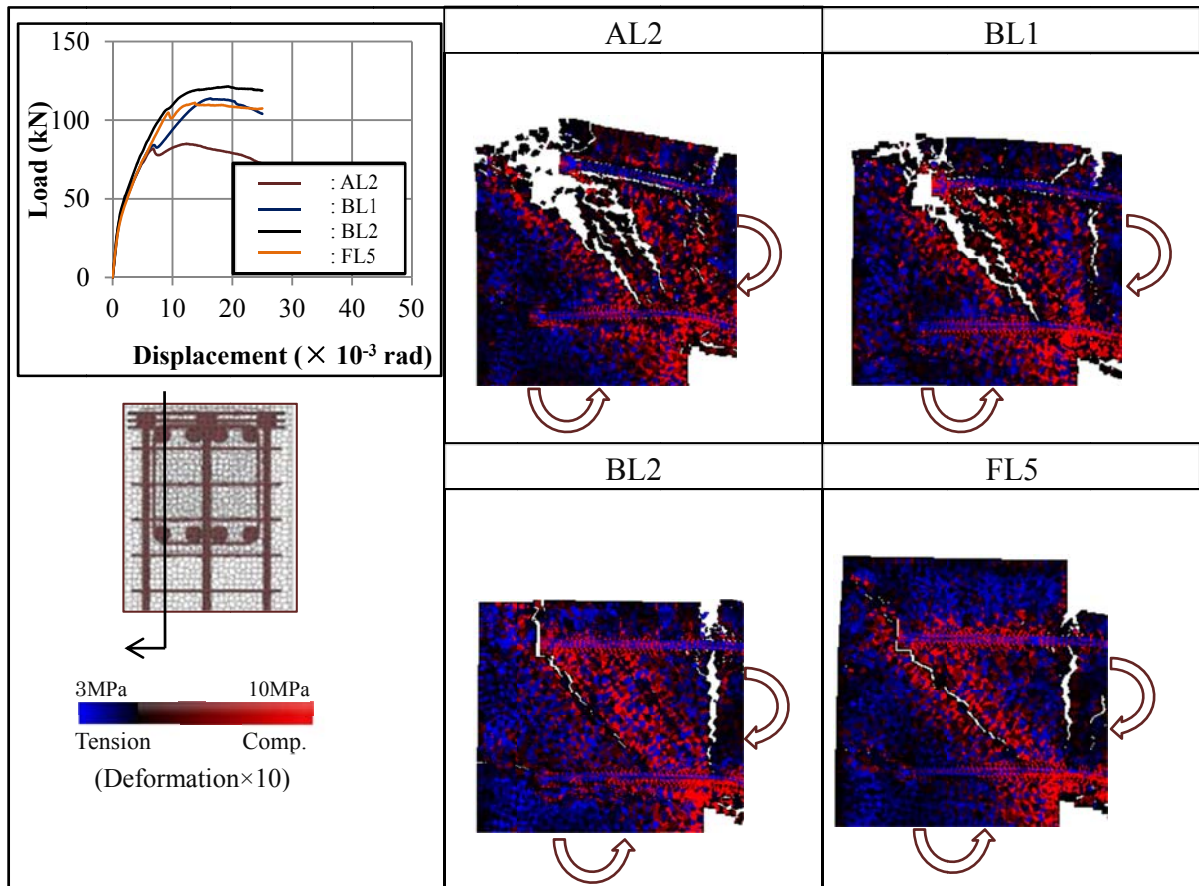 150
100
50
0
Load (kN)
0 10 20 30 40 50
Displacement (× 10-3 rad)
: AL2
: BL1
: BL2
: FL5
3MPa 10MPa
Tension Comp.
(Deformation×10)
AL2
BL1
BL2
FL5